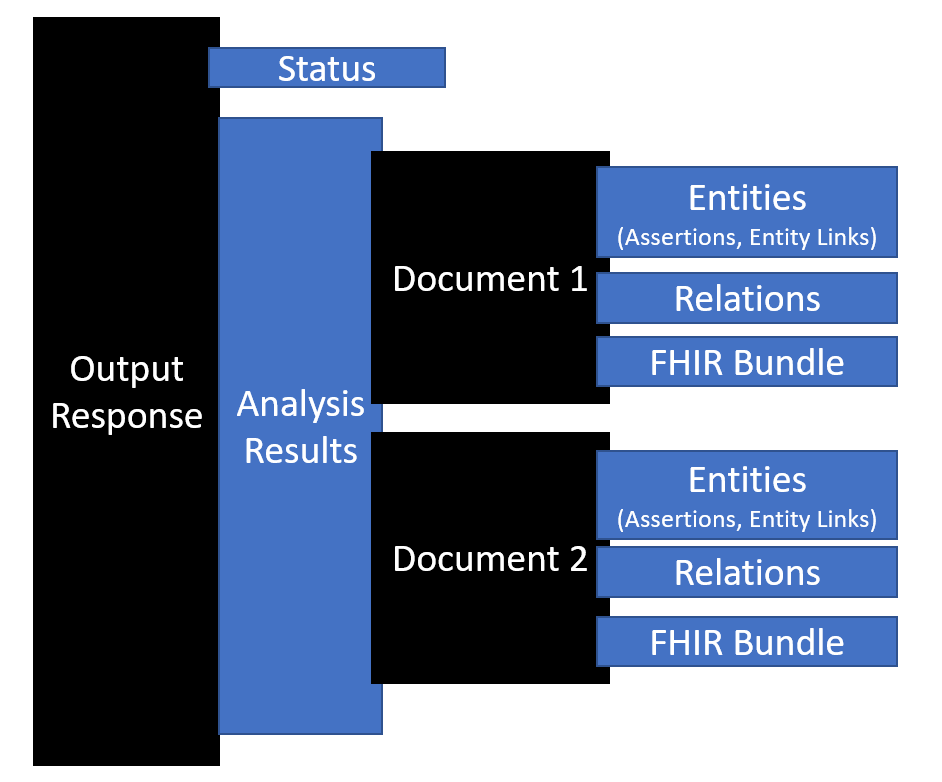 Status
Output
Response
Analysis
Results
Document 1
Entities
(Assertions, Entity Links)
Relations
FHIR Bundle
Document 2
Entities
(Assertions, Entity Links)
Relations
FHIR Bundle